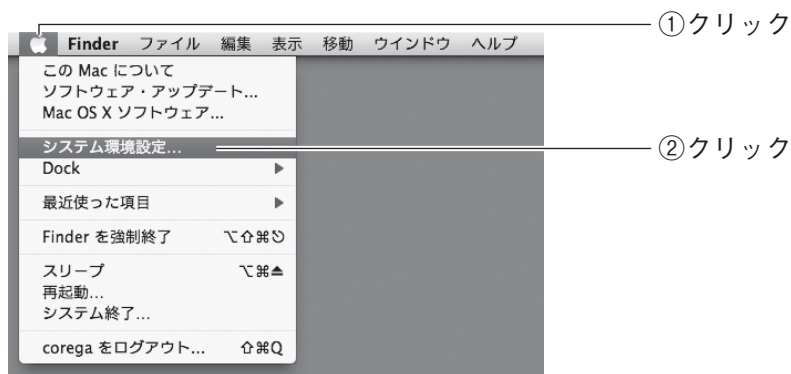 ①クリック
Finder ファイル 編集 表示 移動 ウインドウ ヘルプ
この Mac について
ソフトウェア・アップデート...
Mac OS X ソフトウェア...
システム環境設定...
②クリック
Dock ▶
最近使った項目 ▶
Finder を強制終了 ⌥⇧⌘⎋
スリープ ⌥⌘⏏
再起動...
システム終了...
corega をログアウト... ⇧⌘Q